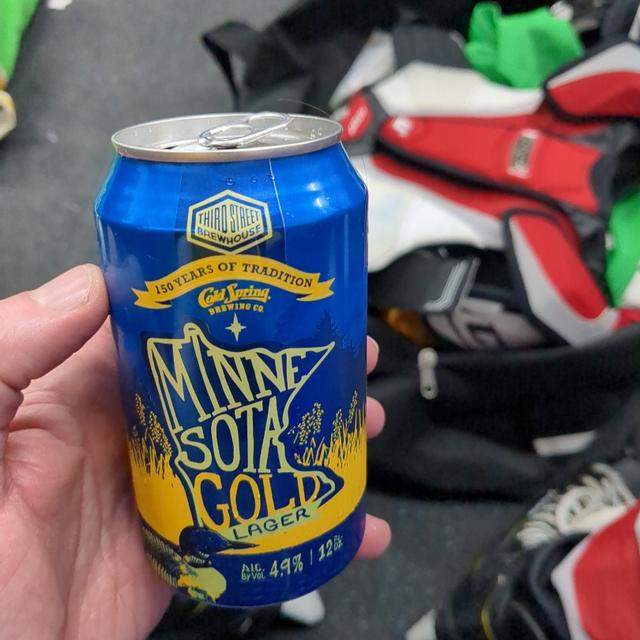 THIRD STREET
BREWHOUSE
150 YEARS OF TRADITION
Cold Spring
BREWING CO.
MINNE
SOTA
GOLD
LAGER
ALC.
BY VOL. 4.9% | 12 FL. OZ.